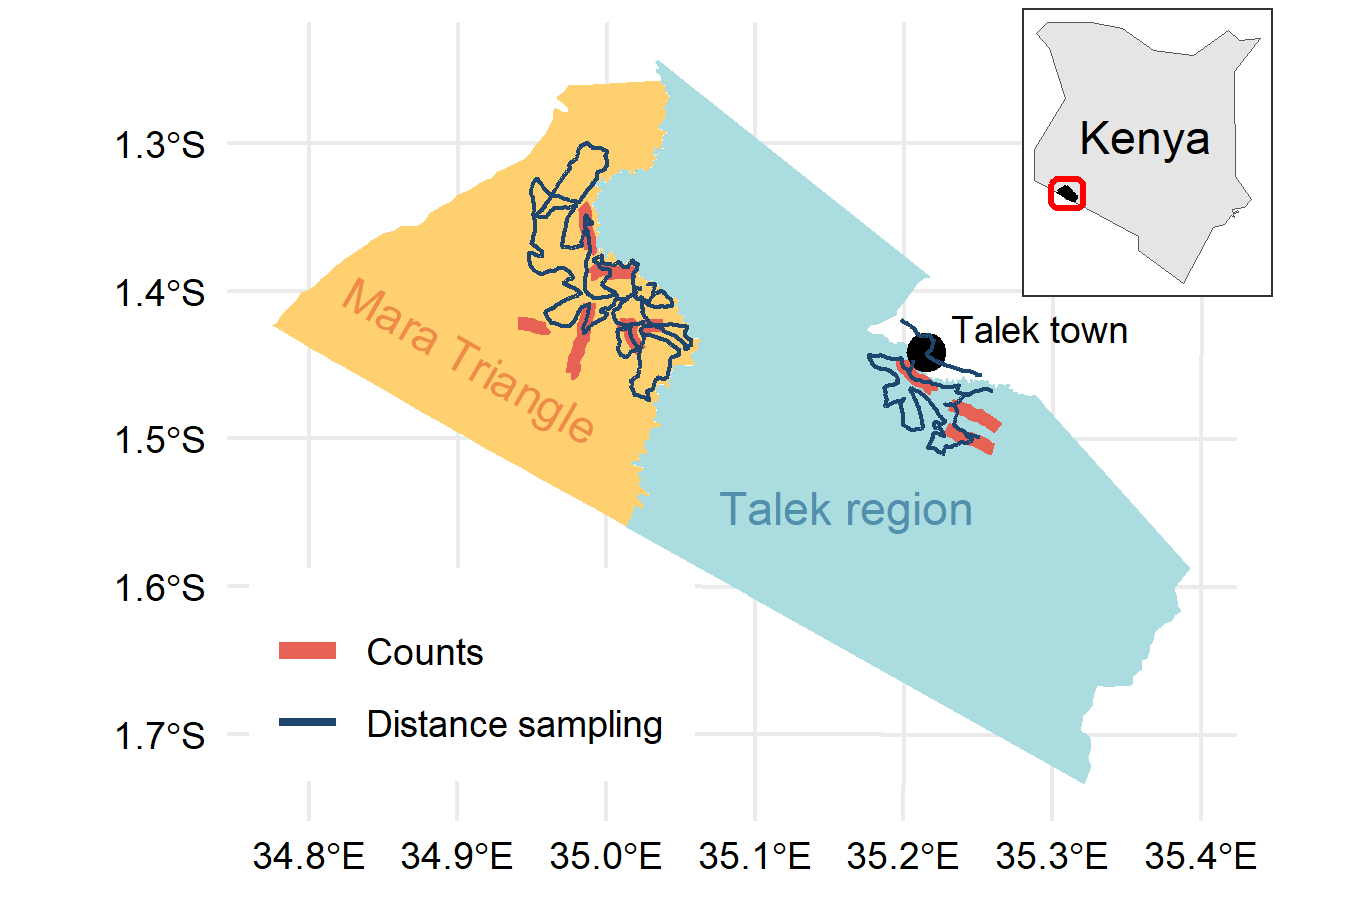 Kenya
1.3°S
1.4°S
1.5°S
1.6°S
1.7°S
Talek town
Mara Triangle
Talek region
Counts
Distance sampling
34.8°E
34.9°E
35.0°E
35.1°E
35.2°E
35.3°E
35.4°E